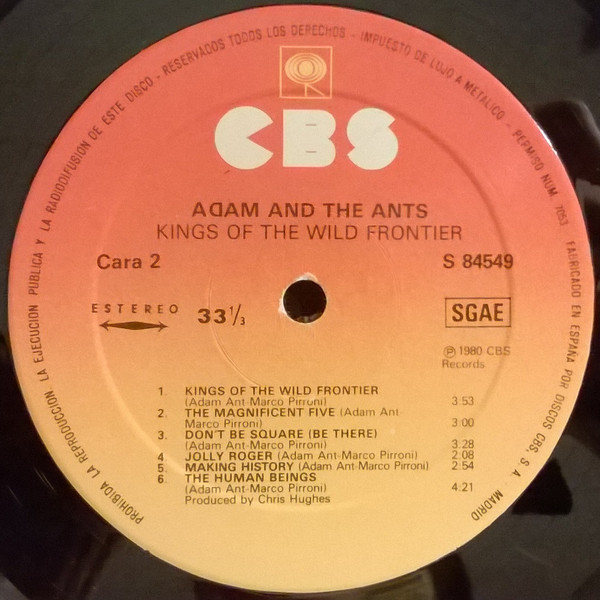 PROHIBIDA LA REPRODUCCION LA EJECUCION PUBLICA Y LA RADIODIFUSION DE ESTE DISCO - RESERVADOS TODOS LOS DERECHOS - IMPUESTO DE LUJO A METALICO - PERMISO NUM. 7053 FABRICADO EN ESPAÑA POR DISCOS CBS, S. A. MADRID
CBS
ADAM AND THE ANTS
KINGS OF THE WILD FRONTIER
Cara 2
S 84549
ESTEREO
33 1/3
SGAE
℗ 1980 CBS
Records
1. KINGS OF THE WILD FRONTIER
(Adam Ant-Marco Pirroni) 3:53
2. THE MAGNIFICENT FIVE (Adam Ant-
Marco Pirroni) 3:00
3. DON'T BE SQUARE (BE THERE)
(Adam Ant-Marco Pirroni) 3:28
4. JOLLY ROGER (Adam Ant-Marco Pirroni) 2:08
5. MAKING HISTORY (Adam Ant-Marco Pirroni) 2:54
6. THE HUMAN BEINGS
(Adam Ant-Marco Pirroni) 4:21
Produced by Chris Hughes